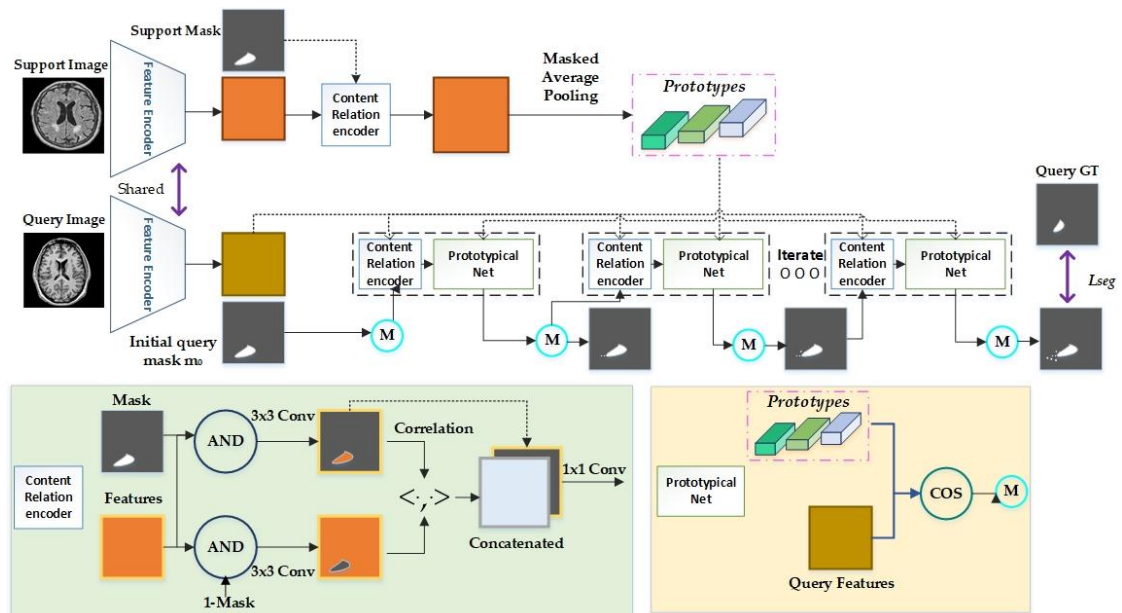 Support Mask
Support Image
Feature Encoder
Content
Relation
encoder
Masked
Average
Pooling
Prototypes
Shared
Query GT
Query Image
Feature Encoder
Content
Relation
encoder
Prototypical
Net
Content
Relation
encoder
Prototypical
Net
Iterate
O O O
Content
Relation
encoder
Prototypical
Net
Lseg
Initial query
mask m₀
M
M
M
M
Mask
AND
3x3 Conv
Correlation
Content
Relation
encoder
Features
<·,·>
1x1 Conv
AND
3x3 Conv
Concatenated
1-Mask
Prototypes
Prototypical
Net
COS
M
Query Features